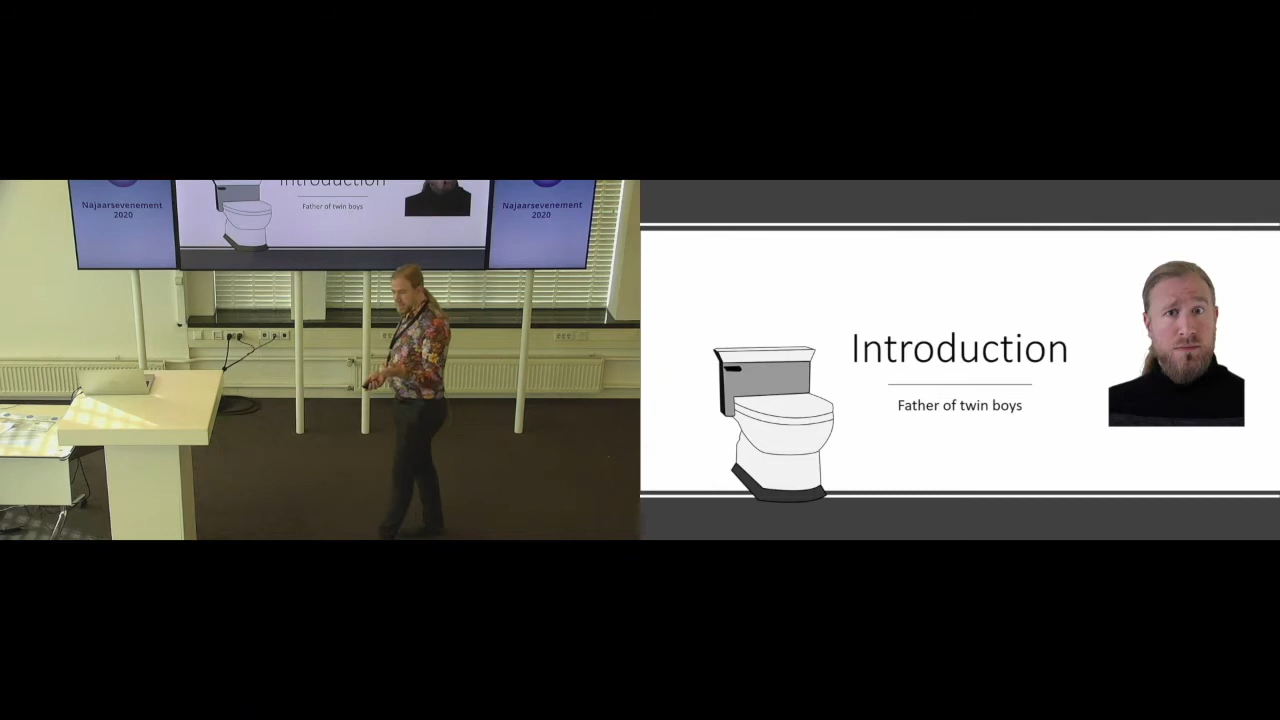 Najaarsevenement
2020
Introduction
Father of twin boys
Najaarsevenement
2020
Introduction
Father of twin boys